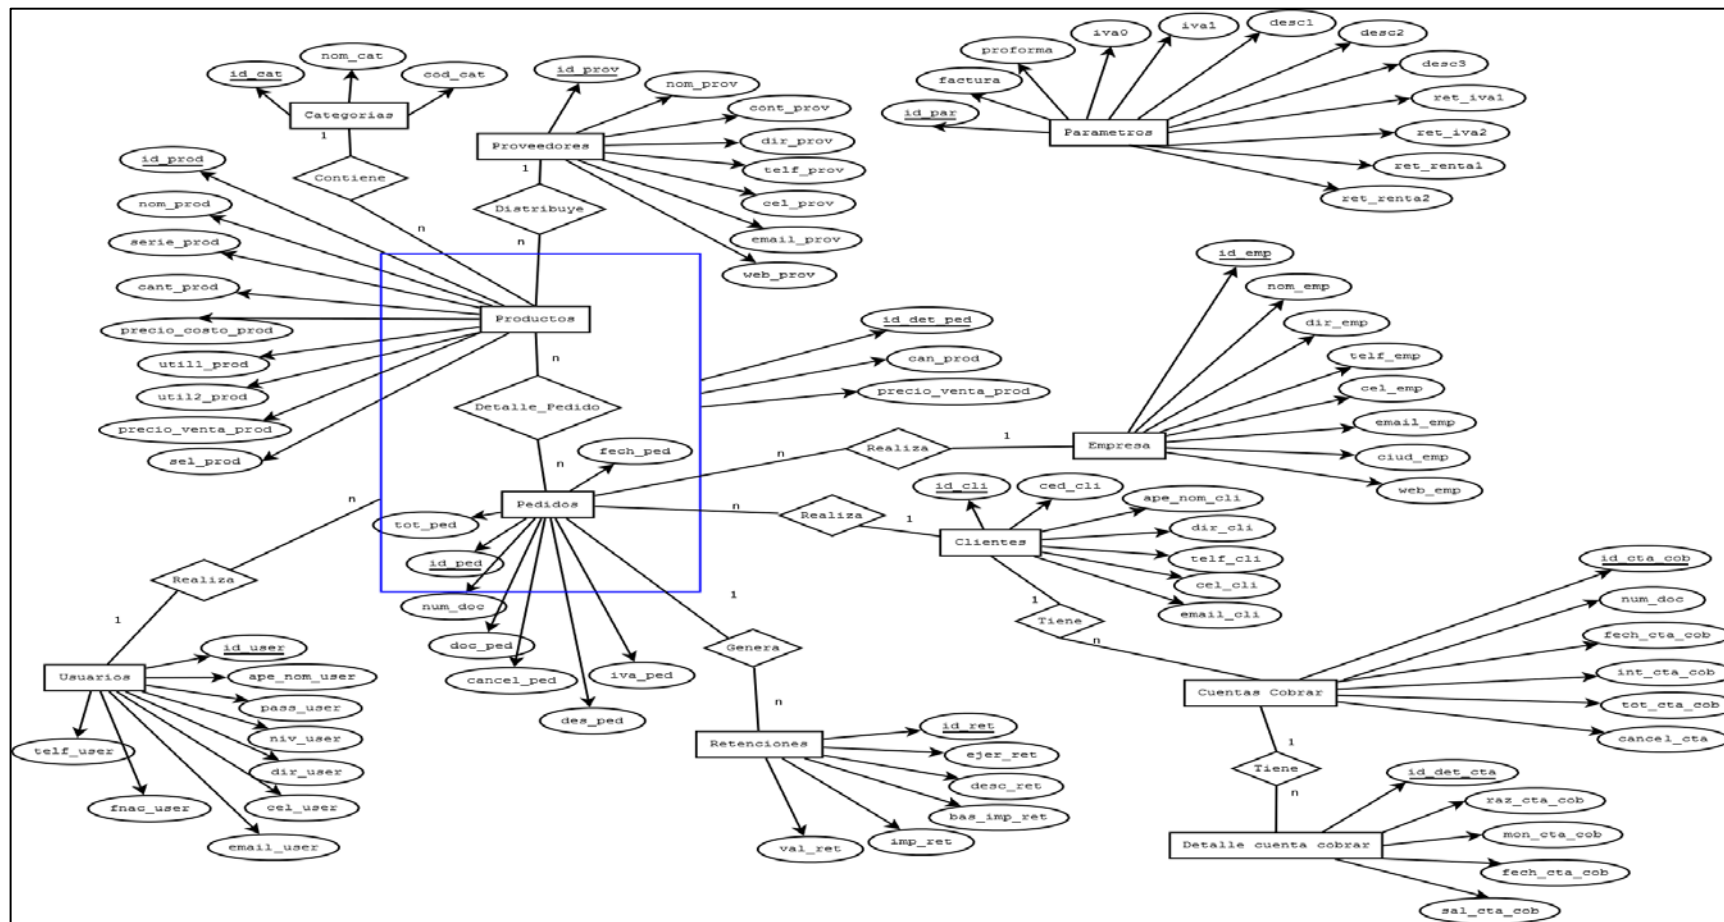 nom_cat
id_cat
cod_cat
Categorias
1
Contiene
n
id_prov
nom_prov
cont_prov
dir_prov
telf_prov
cel_prov
email_prov
web_prov
Proveedores
1
Distribuye
n
proforma
iva0
iva1
desc1
desc2
desc3
factura
id_par
ret_iva1
ret_iva2
ret_renta1
ret_renta2
Parametros
id_prod
nom_prod
serie_prod
cant_prod
precio_costo_prod
util1_prod
util2_prod
precio_venta_prod
sel_prod
Productos
n
Detalle_Pedido
n
id_det_ped
can_prod
precio_venta_prod
id_emp
nom_emp
dir_emp
telf_emp
cel_emp
email_emp
ciud_emp
web_emp
Empresa
1
Realiza
n
fech_ped
Pedidos
tot_ped
id_ped
num_doc
doc_ped
cancel_ped
des_ped
iva_ped
n
Realiza
1
id_cli
ced_cli
ape_nom_cli
dir_cli
telf_cli
cel_cli
email_cli
Clientes
1
Tiene
n
n
Realiza
1
id_user
ape_nom_user
pass_user
niv_user
dir_user
cel_user
email_user
fnac_user
telf_user
Usuarios
1
Genera
n
id_ret
ejer_ret
desc_ret
bas_imp_ret
imp_ret
val_ret
Retenciones
id_cta_cob
num_doc
fech_cta_cob
int_cta_cob
tot_cta_cob
cancel_cta
Cuentas Cobrar
1
Tiene
n
id_det_cta
raz_cta_cob
mon_cta_cob
fech_cta_cob
sal_cta_cob
Detalle cuenta cobrar